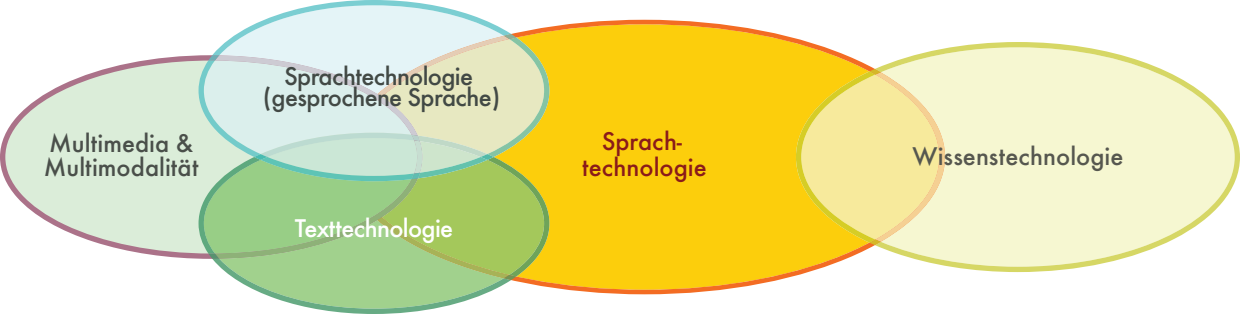 Sprachtechnologie
(gesprochene Sprache)
Multimedia &
Multimodalität
Sprach-
technologie
Wissenstechnologie
Texttechnologie